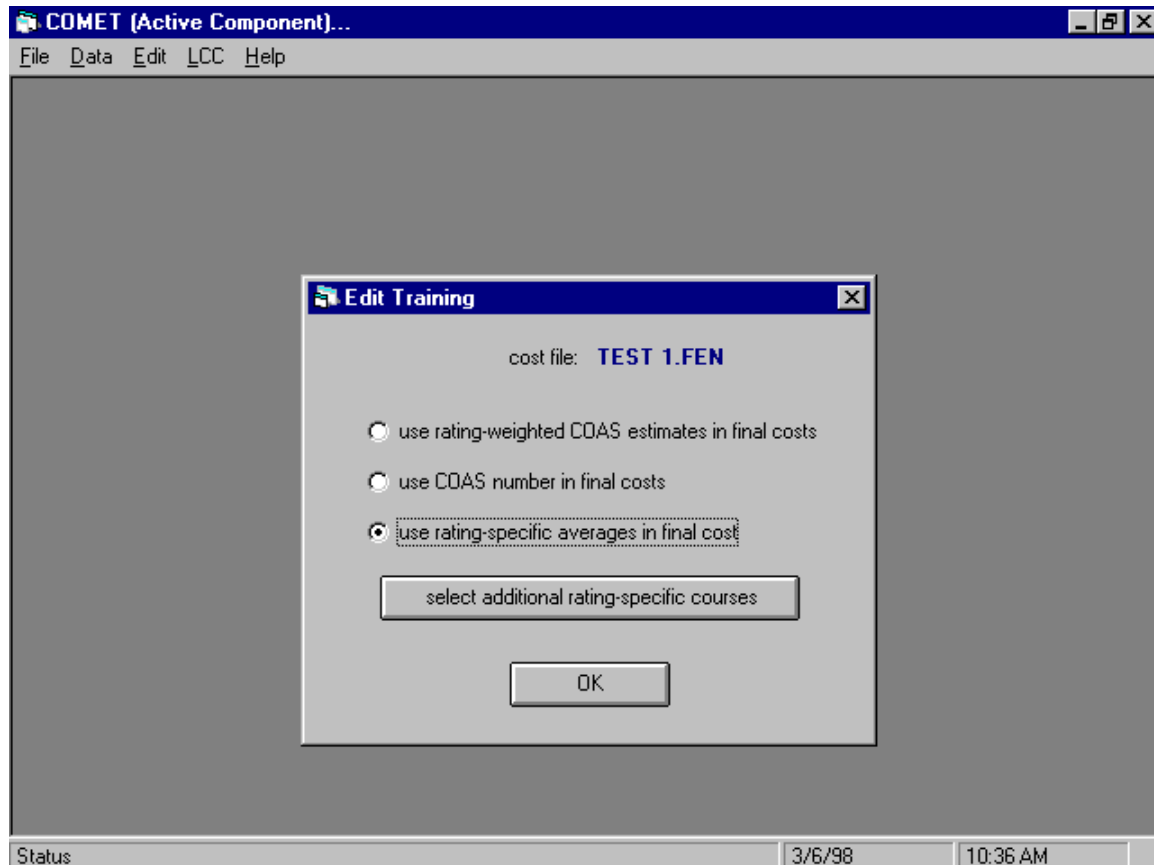 COMET (Active Component)...
File Data Edit LCC Help
Edit Training
cost file: TEST 1.FEN
use rating-weighted COAS estimates in final costs
use COAS number in final costs
use rating-specific averages in final cost
select additional rating-specific courses
OK
Status 3/6/98 10:36 AM